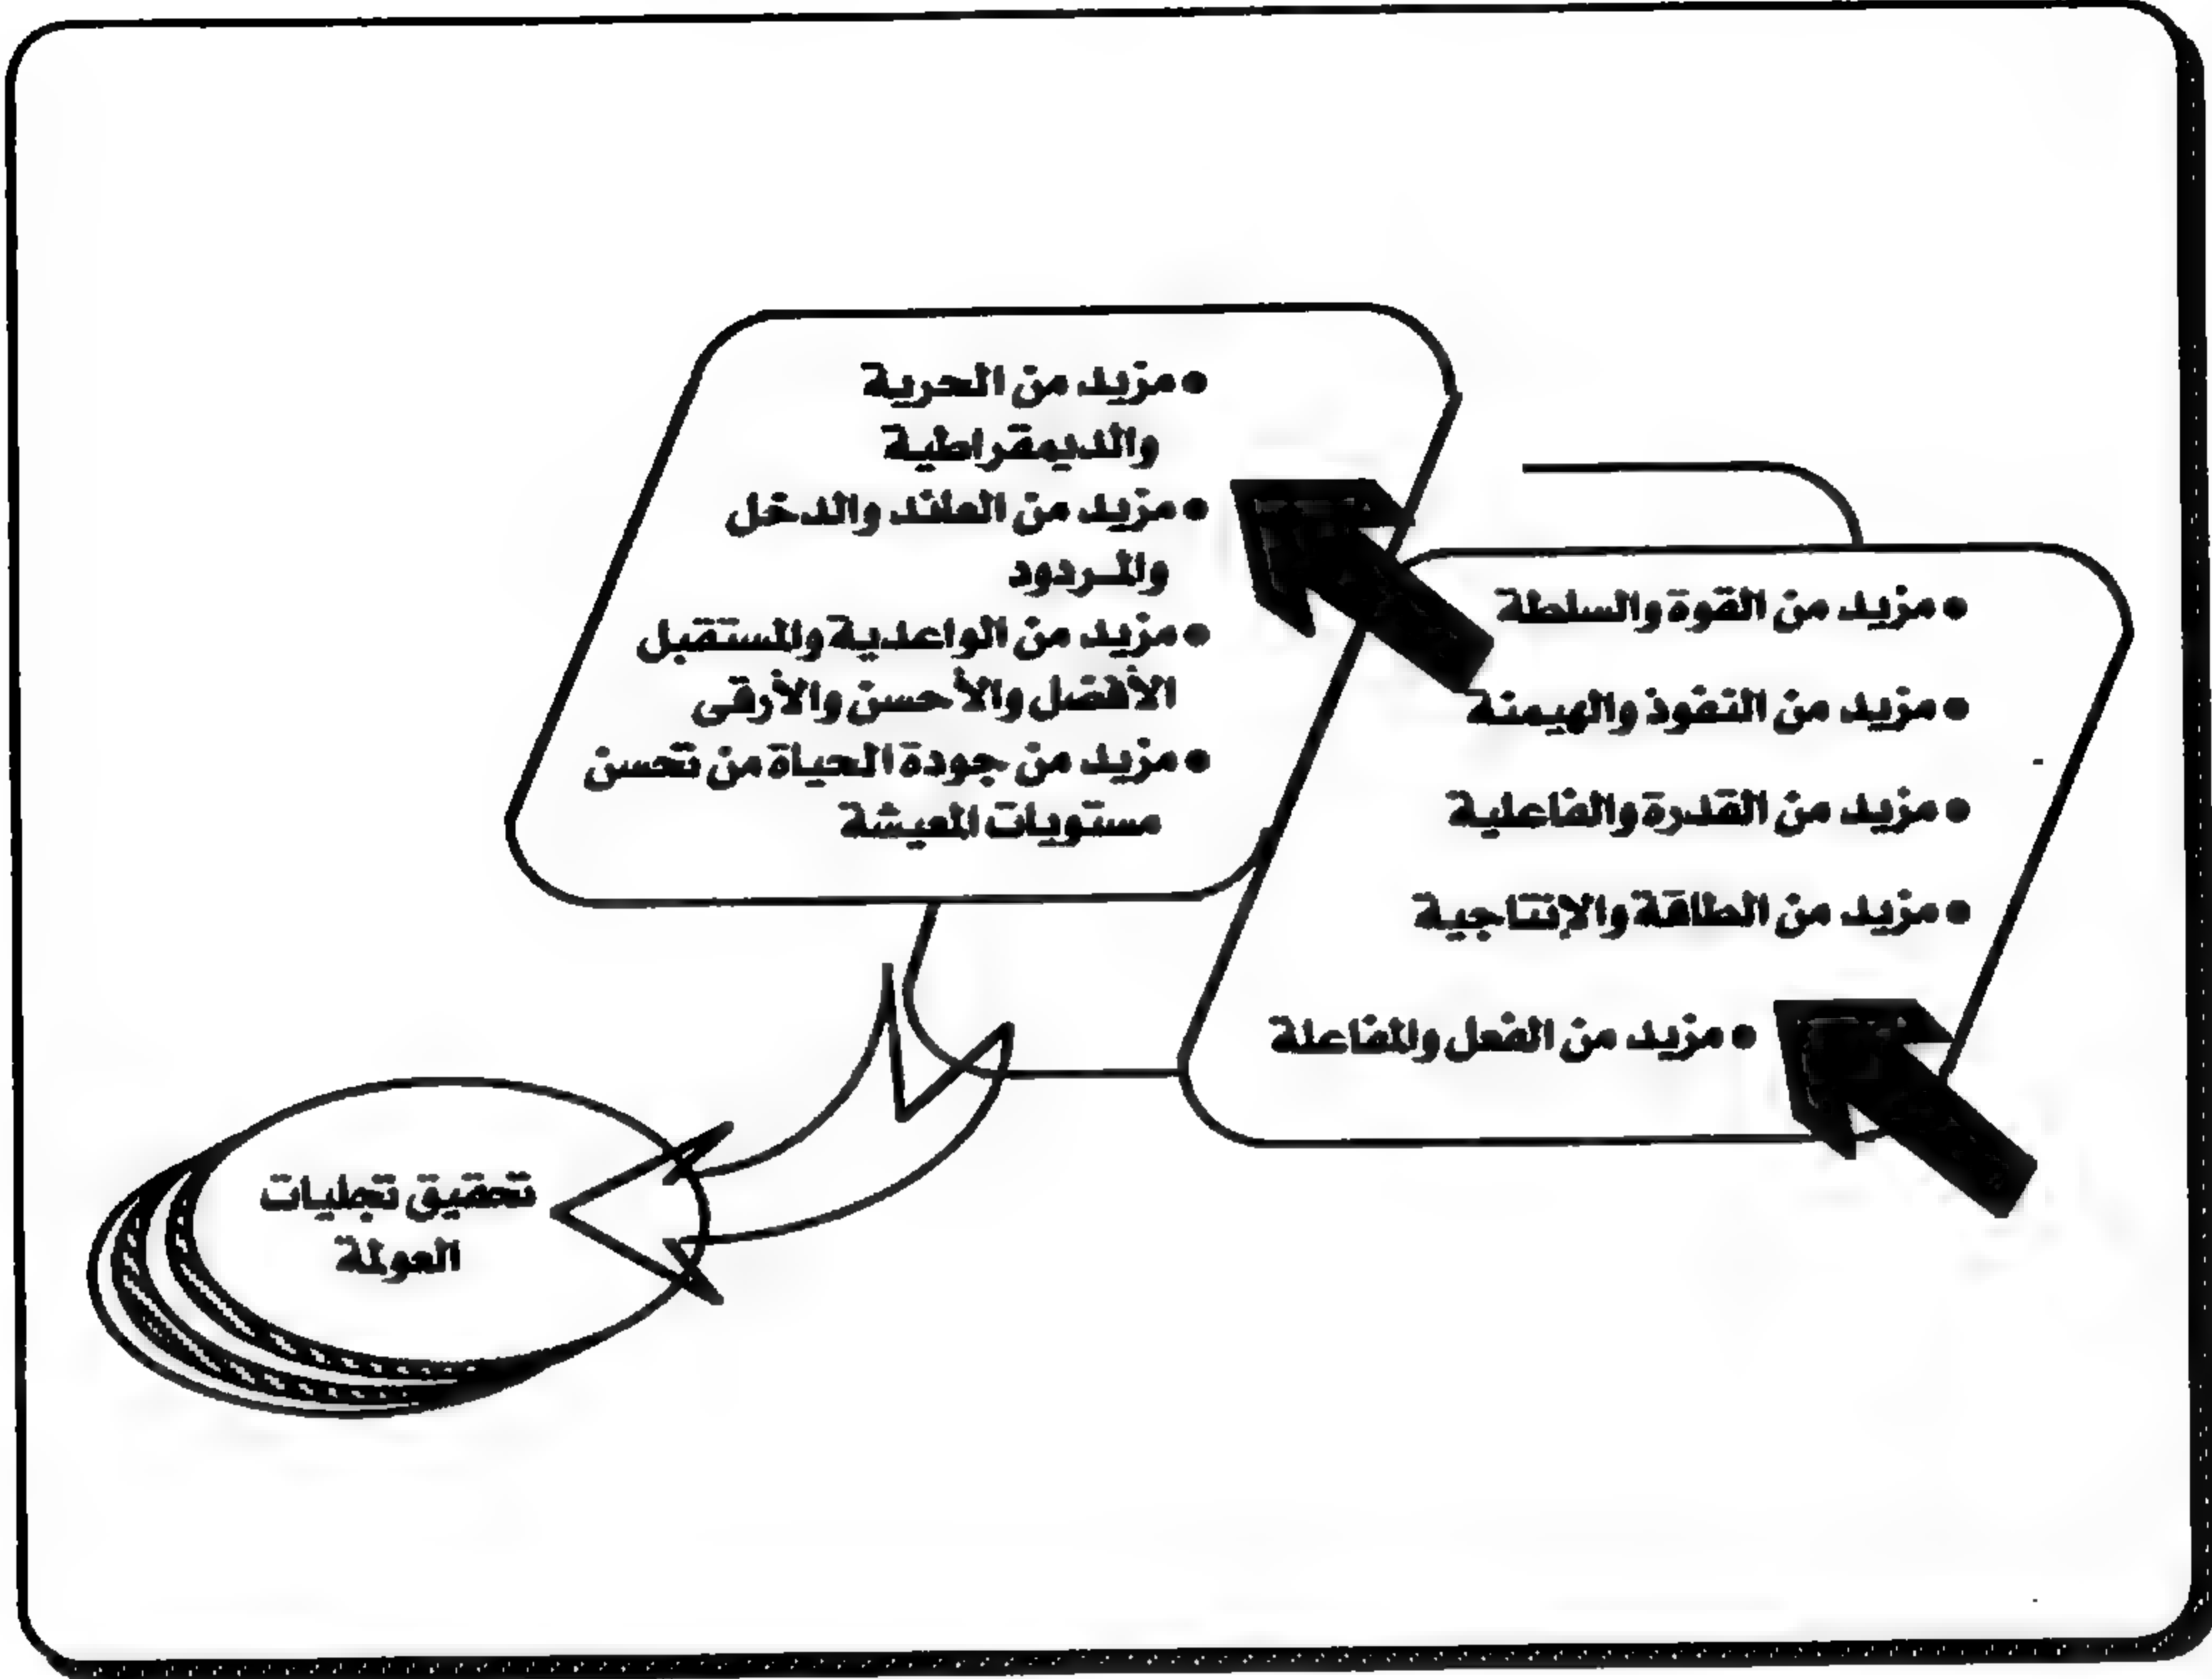 • مزيد من القوة والسلطة
• مزيد من النفوذ والهيمنة
• مزيد من القدرة والفاعلية
• مزيد من الطاقة والإنتاجية
• مزيد من الفعل والمفاعلة
• مزيد من الحرية
والديمقراطية
• مزيد من العائد والدخل
والمردود
• مزيد من الواعدية والمستقبل
الأفضل والأحسن والأرقى
• مزيد من جودة الحياة من تحسن
مستويات المعيشة
تحقيق تجليات
العولمة